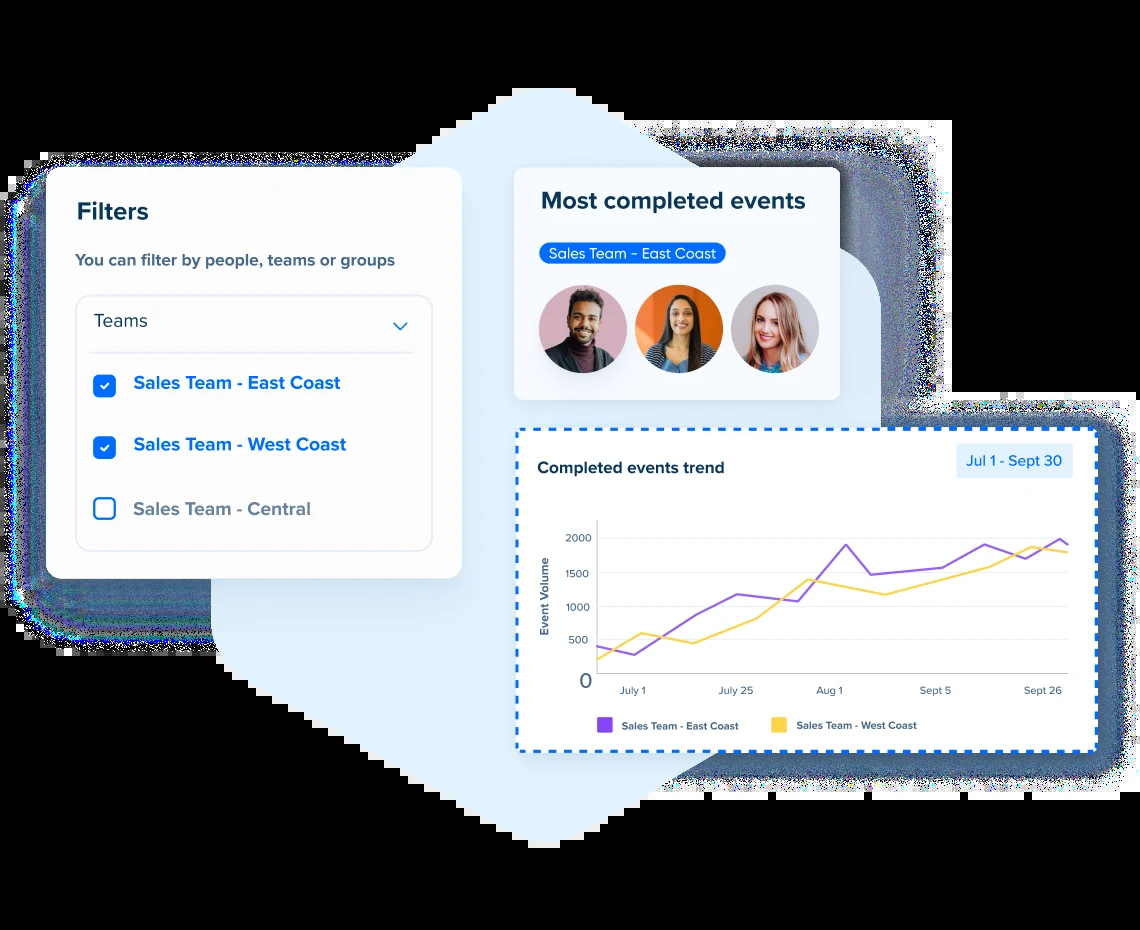 Filters
You can filter by people, teams or groups
Teams
Sales Team - East Coast
Sales Team - West Coast
Sales Team - Central
Most completed events
Sales Team - East Coast
Completed events trend
Jul 1 - Sept 30
Event Volume
2000
1500
1000
500
0
July 1
July 25
Aug 1
Sept 5
Sept 26
Sales Team - East Coast
Sales Team - West Coast